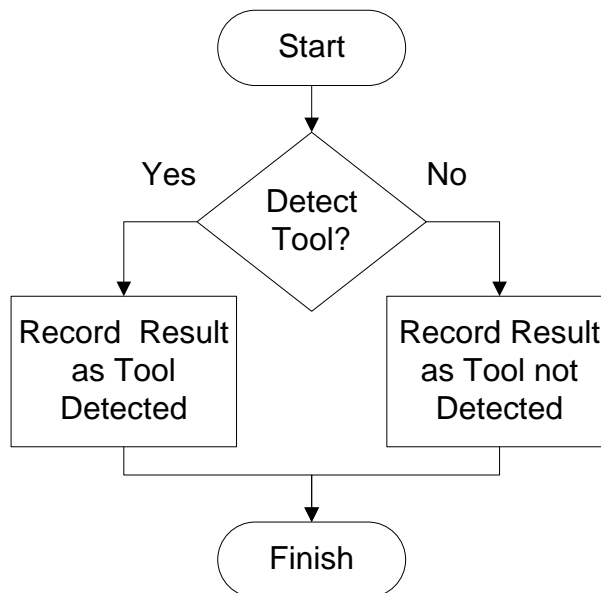 Start
Yes
No
Detect
Tool?
Record  Result
as Tool
Detected
Record Result
as Tool not
Detected
Finish